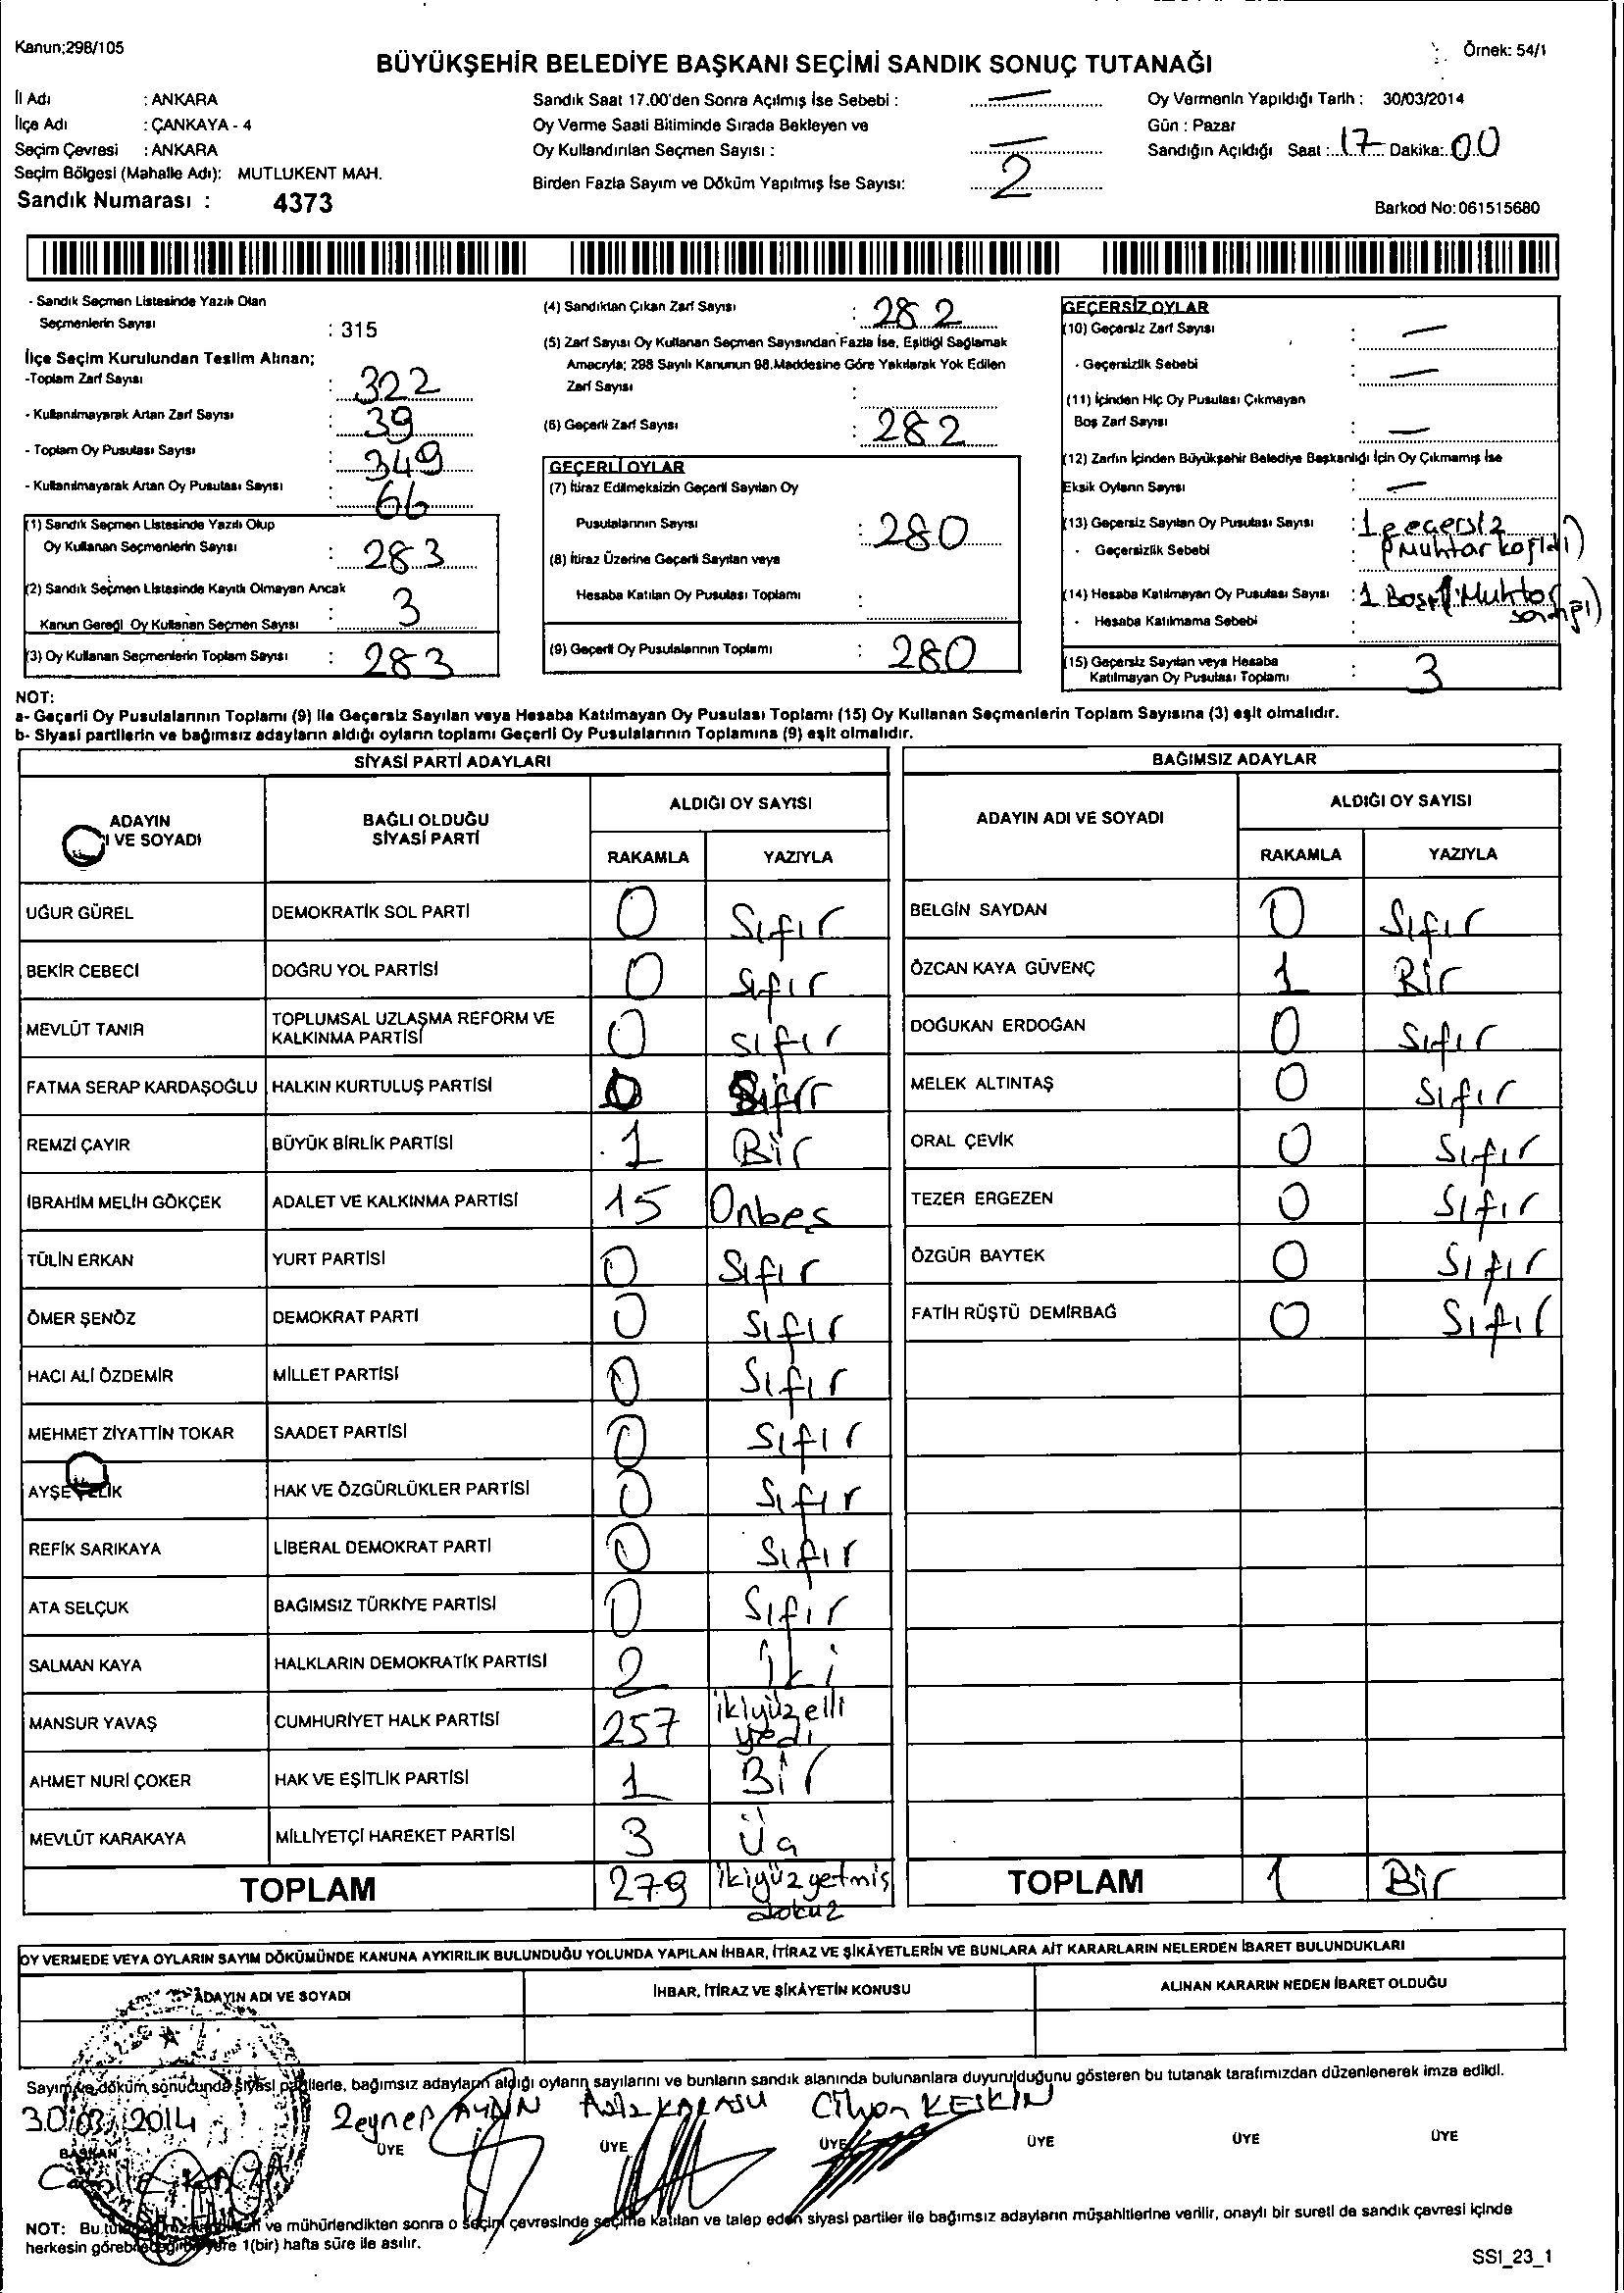 Kanun;298/105
Örnek: 54/1
BÜYÜKŞEHİR BELEDİYE BAŞKANI SEÇİMİ SANDIK SONUÇ TUTANAĞI
İl Adı : ANKARA
İlçe Adı : ÇANKAYA - 4
Seçim Çevresi : ANKARA
Seçim Bölgesi (Mahalle Adı): MUTLUKENT MAH.
Sandık Numarası : 4373
Sandık Saat 17.00'den Sonra Açılmış İse Sebebi : —
Oy Verme Saati Bitiminde Sırada Bekleyen ve
Oy Kullandırılan Seçmen Sayısı : —
Birden Fazla Sayım ve Döküm Yapılmış İse Sayısı: 2
Oy Vermenin Yapıldığı Tarih : 30/03/2014
Gün : Pazar
Sandığın Açıldığı Saat : 17 Dakika: 00
Barkod No: 061515680
- Sandık Seçmen Listesinde Yazılı Olan
Seçmenlerin Sayısı : 315
İlçe Seçim Kurulundan Teslim Alınan;
-Toplam Zarf Sayısı : 322
- Kullanılmayarak Artan Zarf Sayısı : 39
- Toplam Oy Pusulası Sayısı : 349
- Kullanılmayarak Artan Oy Pusulası Sayısı : 66
(1) Sandık Seçmen Listesinde Yazılı Olup
Oy Kullanan Seçmenlerin Sayısı : 283
(2) Sandık Seçmen Listesinde Kayıtlı Olmayan Ancak
Kanun Gereği Oy Kullanan Seçmen Sayısı : 3
(3) Oy Kullanan Seçmenlerin Toplam Sayısı : 283
(4) Sandıktan Çıkan Zarf Sayısı : 282
(5) Zarf Sayısı Oy Kullanan Seçmen Sayısından Fazla İse, Eşitliği Sağlamak
Amacıyla; 298 Sayılı Kanunun 98.Maddesine Göre Yakılarak Yok Edilen
Zarf Sayısı :
(6) Geçerli Zarf Sayısı : 282
GEÇERLİ OYLAR
(7) İtiraz Edilmeksizin Geçerli Sayılan Oy
Pusulalarının Sayısı : 280
(8) İtiraz Üzerine Geçerli Sayılan veya
Hesaba Katılan Oy Pusulası Toplamı :
(9) Geçerli Oy Pusulalarının Toplamı : 280
GEÇERSİZ OYLAR
(10) Geçersiz Zarf Sayısı : —
- Geçersizlik Sebebi : —
(11) İçinden Hiç Oy Pusulası Çıkmayan
Boş Zarf Sayısı : —
(12) Zarfın İçinden Büyükşehir Belediye Başkanlığı İçin Oy Çıkmamış İse
Eksik Oyların Sayısı : —
(13) Geçersiz Sayılan Oy Pusulası Sayısı : 1 geçersiz
- Geçersizlik Sebebi (Muhtar
(14) Hesaba Katılmayan Oy Pusulası Sayısı : 1 Boş (Muhtar
- Hesaba Katılmama Sebebi :
(15) Geçersiz Sayılan veya Hesaba
Katılmayan Oy Pusulası Toplamı : 3
NOT:
a- Geçerli Oy Pusulalarının Toplamı (9) ile Geçersiz Sayılan veya Hesaba Katılmayan Oy Pusulası Toplamı (15) Oy Kullanan Seçmenlerin Toplam Sayısına (3) eşit olmalıdır.
b- Siyasi partilerin ve bağımsız adayların aldığı oyların toplamı Geçerli Oy Pusulalarının Toplamına (9) eşit olmalıdır.
SİYASİ PARTİ ADAYLARI
ADAYIN
I VE SOYADI
BAĞLI OLDUĞU
SİYASİ PARTİ
ALDIĞI OY SAYISI
RAKAMLA YAZIYLA
UĞUR GÜREL DEMOKRATİK SOL PARTİ 0 Sıfır
BEKİR CEBECİ DOĞRU YOL PARTİSİ 0 Sıfır
MEVLÜT TANIR TOPLUMSAL UZLAŞMA REFORM VE
KALKINMA PARTİSİ 0 sıfır
FATMA SERAP KARDAŞOĞLU HALKIN KURTULUŞ PARTİSİ 0 Sıfır
REMZİ ÇAYIR BÜYÜK BİRLİK PARTİSİ 1 Bir
İBRAHİM MELİH GÖKÇEK ADALET VE KALKINMA PARTİSİ 15 Onbeş
TÜLİN ERKAN YURT PARTİSİ 0 Sıfır
ÖMER ŞENÖZ DEMOKRAT PARTİ 0 Sıfır
HACI ALİ ÖZDEMİR MİLLET PARTİSİ 0 Sıfır
MEHMET ZİYATTİN TOKAR SAADET PARTİSİ 0 Sıfır
AYŞE ÇELİK HAK VE ÖZGÜRLÜKLER PARTİSİ 0 Sıfır
REFİK SARIKAYA LİBERAL DEMOKRAT PARTİ 0 Sıfır
ATA SELÇUK BAĞIMSIZ TÜRKİYE PARTİSİ 0 Sıfır
SALMAN KAYA HALKLARIN DEMOKRATİK PARTİSİ 2 İki
MANSUR YAVAŞ CUMHURİYET HALK PARTİSİ 257 ikiyüzelli
yedi
AHMET NURİ ÇOKER HAK VE EŞİTLİK PARTİSİ 1 Bir
MEVLÜT KARAKAYA MİLLİYETÇİ HAREKET PARTİSİ 3 Üç
TOPLAM 279 ikiyüzyetmiş
dokuz
BAĞIMSIZ ADAYLAR
ADAYIN ADI VE SOYADI
ALDIĞI OY SAYISI
RAKAMLA YAZIYLA
BELGİN SAYDAN 0 Sıfır
ÖZCAN KAYA GÜVENÇ 1 Bir
DOĞUKAN ERDOĞAN 0 Sıfır
MELEK ALTINTAŞ 0 Sıfır
ORAL ÇEVİK 0 Sıfır
TEZER ERGEZEN 0 Sıfır
ÖZGÜR BAYTEK 0 Sıfır
FATİH RÜŞTÜ DEMİRBAĞ 0 Sıfır
TOPLAM 1 Bir
OY VERMEDE VEYA OYLARIN SAYIM DÖKÜMÜNDE KANUNA AYKIRILIK BULUNDUĞU YOLUNDA YAPILAN İHBAR, İTİRAZ VE ŞİKÂYETLERİN VE BUNLARA AİT KARARLARIN NELERDEN İBARET BULUNDUKLARI
ADAYIN ADI VE SOYADI
İHBAR, İTİRAZ VE ŞİKÂYETİN KONUSU
ALINAN KARARIN NEDEN İBARET OLDUĞU
Sayım ve döküm sonucunda siyasi partilerle, bağımsız adayların aldığı oyların sayılarını ve bunların sandık alanında bulunanlara duyurulduğunu gösteren bu tutanak tarafımızdan düzenlenerek imza edildi.
30/03/2014 Zeynep AYDIN KARASU Cihan KESKİN
BAŞKAN ÜYE ÜYE ÜYE ÜYE ÜYE ÜYE
NOT: Bu ve mühürlendikten sonra o seçim çevresinde seçime katılan ve talep eden siyasi partiler ile bağımsız adayların müşahitlerine verilir, onaylı bir sureti de sandık çevresi içinde
herkesin görebileceği bir yere 1(bir) hafta süre ile asılır.
SSI_23_1